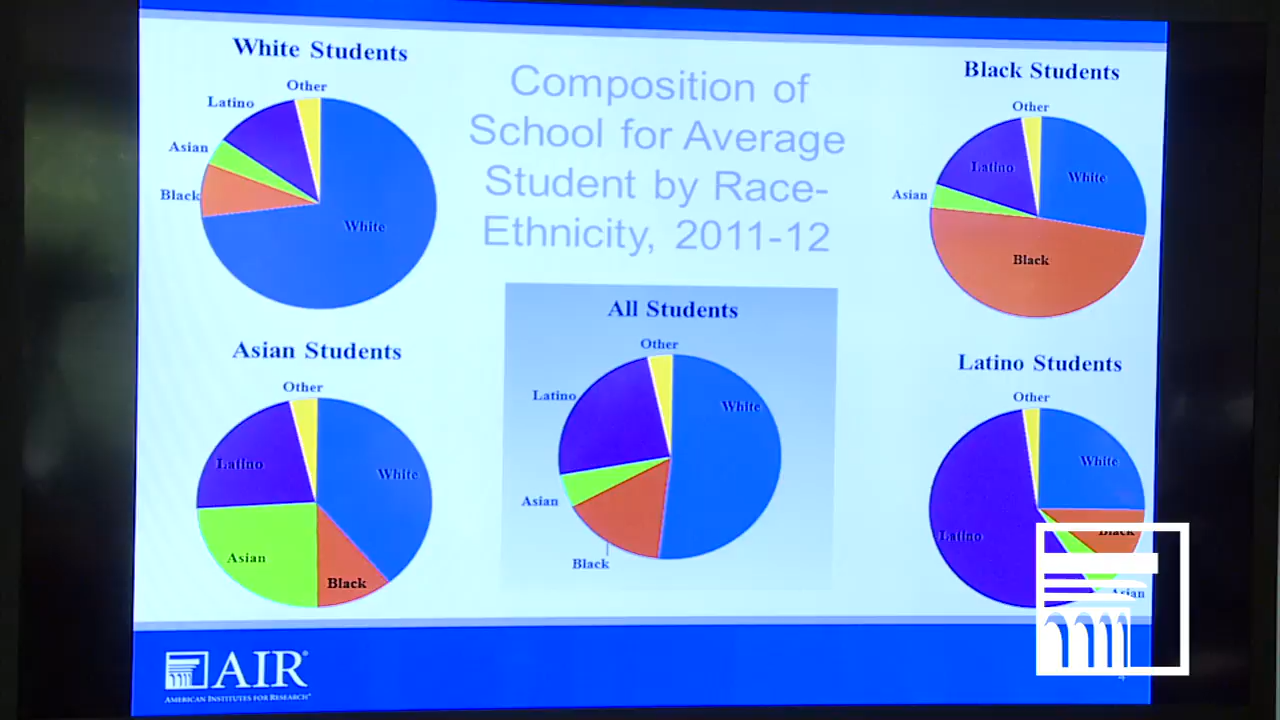 White Students
Other
Latino
Asian
Black
White
Composition of
School for Average
Student by Race-
Ethnicity, 2011-12
Black Students
Other
Latino
White
Asian
Black
All Students
Other
Latino
White
Asian
Black
Asian Students
Other
Latino
White
Asian
Black
Latino Students
Other
White
Latino
Black
Asian
AIR®
AMERICAN INSTITUTES FOR RESEARCH